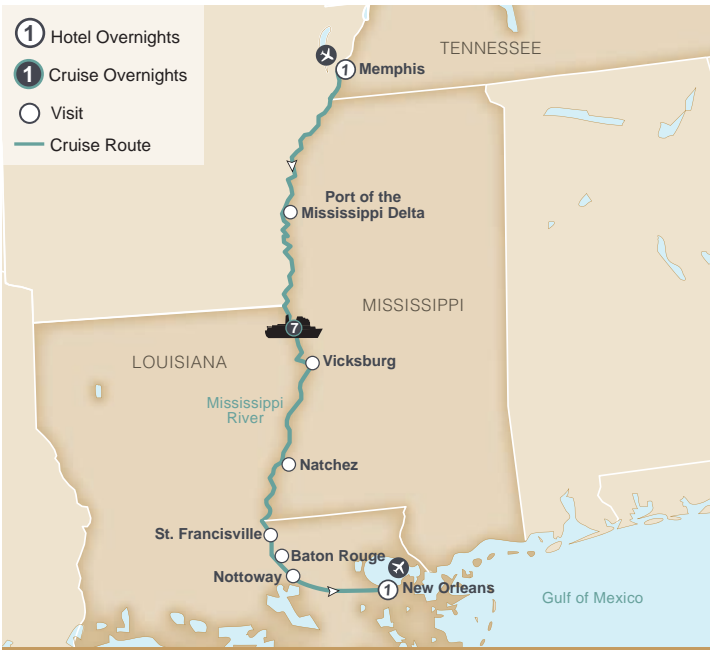 1 Hotel Overnights
1 Cruise Overnights
Visit
Cruise Route
TENNESSEE
1 Memphis
Port of the
Mississippi Delta
MISSISSIPPI
7
LOUISIANA
Vicksburg
Mississippi
River
Natchez
St. Francisville
Baton Rouge
Nottoway
1 New Orleans
Gulf of Mexico